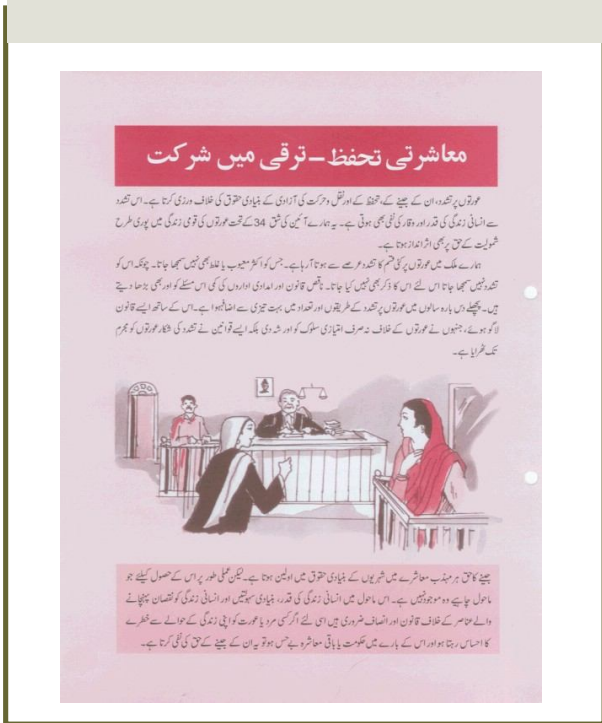 معاشرتی تحفظ – ترقی میں شرکت
عورتوں پر تشدد، ان کے جینے کے، تحفظ کے اور نقل و حرکت کی آزادی کے بنیادی حقوق کی خلاف ورزی کرتا ہے۔ اس تشدد
سے انسانی زندگی کی قدر اور وقار کی نفی بھی ہوتی ہے۔ یہ ہمارے آئین کی شق 34 کے تحت عورتوں کی قومی زندگی میں پوری طرح
شمولیت کے حق پر بھی اثر انداز ہوتا ہے۔
ہمارے ملک میں عورتوں پر کئی قسم کا تشدد عرصے سے ہوتا آ رہا ہے۔ جس کو اکثر معیوب یا غلط بھی نہیں سمجھا جاتا۔ چونکہ اس کو
تشدد نہیں سمجھا جاتا اس لئے اس کا ذکر بھی نہیں کیا جاتا۔ ناقص قانون اور امدادی اداروں کی کمی اس مسئلے کو اور بھی بڑھا دیتے
ہیں۔ پچھلے دس بارہ سالوں میں عورتوں پر تشدد کے طریقوں اور تعداد میں بہت تیزی سے اضافہ ہوا ہے۔ اس کے ساتھ ایسے قانون
لاگو ہوئے، جنہوں نے عورتوں کے خلاف نہ صرف امتیازی سلوک کو اور شہ دی بلکہ ایسے قوانین نے تشدد کی شکار عورتوں کو مجرم
تک ٹھرایا ہے۔
جینے کا حق ہر مہذب معاشرے میں شہریوں کے بنیادی حقوق میں اولین ہوتا ہے۔ لیکن عملی طور پر اس کے حصول کیلئے جو
ماحول چاہیے وہ موجود نہیں ہے۔ اس ماحول میں انسانی زندگی کی قدر، بنیادی سہولتیں اور انسانی زندگی کو نقصان پہنچانے
والے عناصر کے خلاف قانون اور انصاف ضروری ہیں اسی لئے اگر کسی مرد یا عورت کو اپنی زندگی کے حوالے سے خطرے
کا احساس رہتا ہو اور اس کے بارے میں حکومت یا باقی معاشرہ بے حس ہو تو یہ ان کے جینے کے حق کی نفی کرتا ہے۔